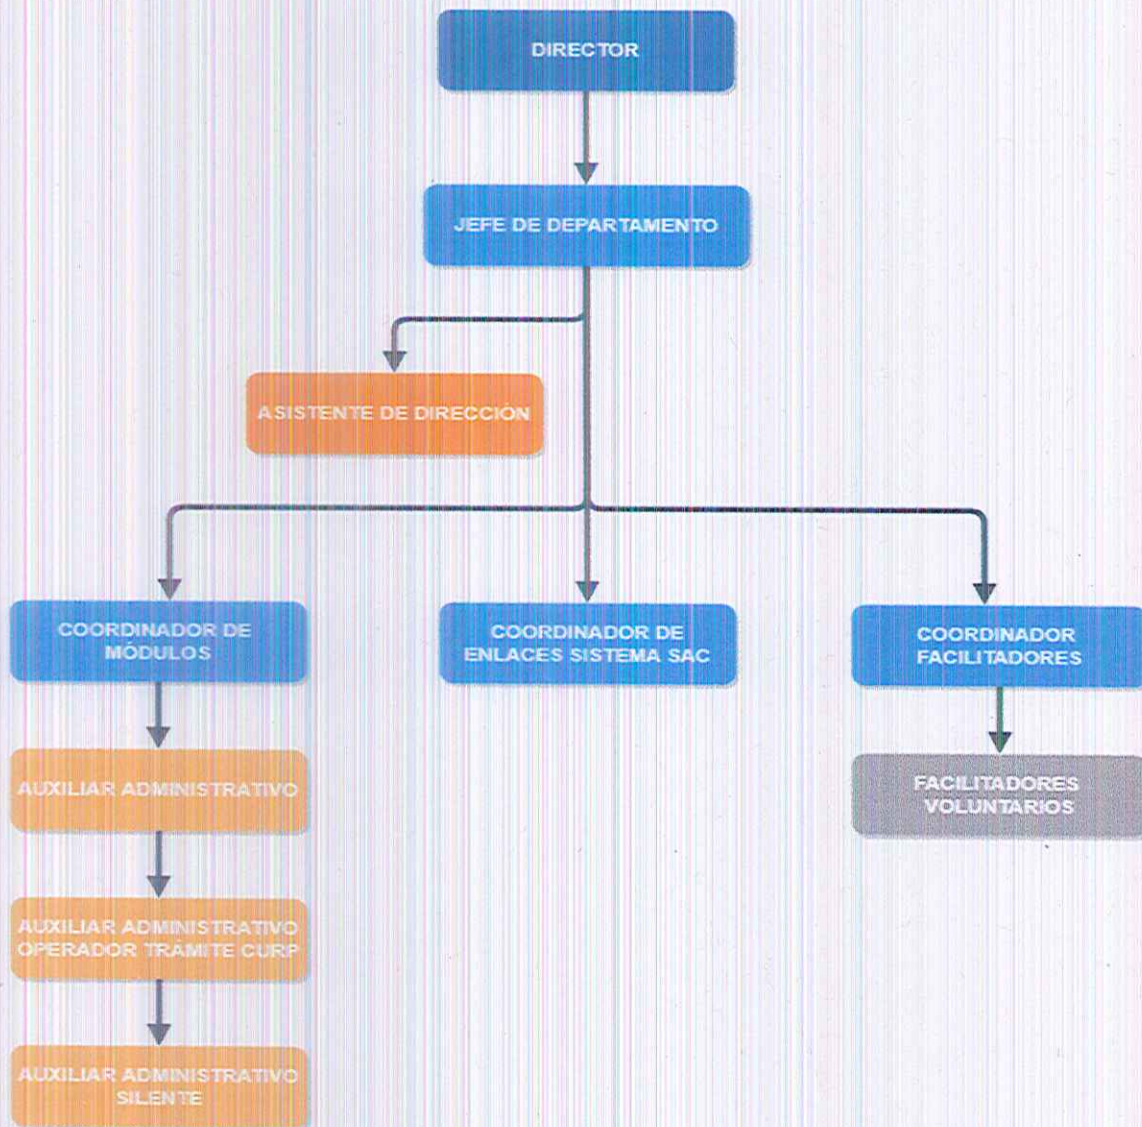 DIRECTOR
JEFE DE DEPARTAMENTO
ASISTENTE DE DIRECCIÓN
COORDINADOR DE
MÓDULOS
COORDINADOR DE
ENLACES SISTEMA SAC
COORDINADOR
FACILITADORES
AUXILIAR ADMINISTRATIVO
FACILITADORES
VOLUNTARIOS
AUXILIAR ADMINISTRATIVO
OPERADOR TRÁMITE CURP
AUXILIAR ADMINISTRATIVO
SILENTE